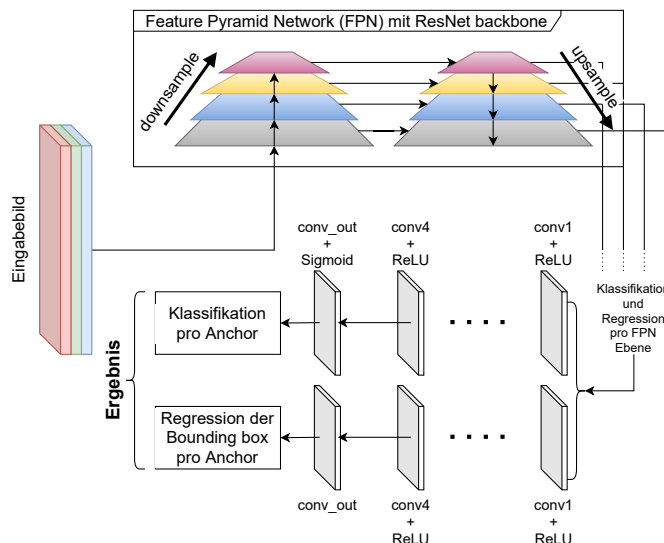 Feature Pyramid Network (FPN) mit ResNet backbone
downsample
upsample
Eingabebild
conv_out
+
Sigmoid
conv4
+
ReLU
conv1
+
ReLU
Klassifikation
und
Regression
pro FPN
Ebene
Klassifikation
pro Anchor
Ergebnis
Regression der
Bounding box
pro Anchor
conv_out
conv4
+
ReLU
conv1
+
ReLU